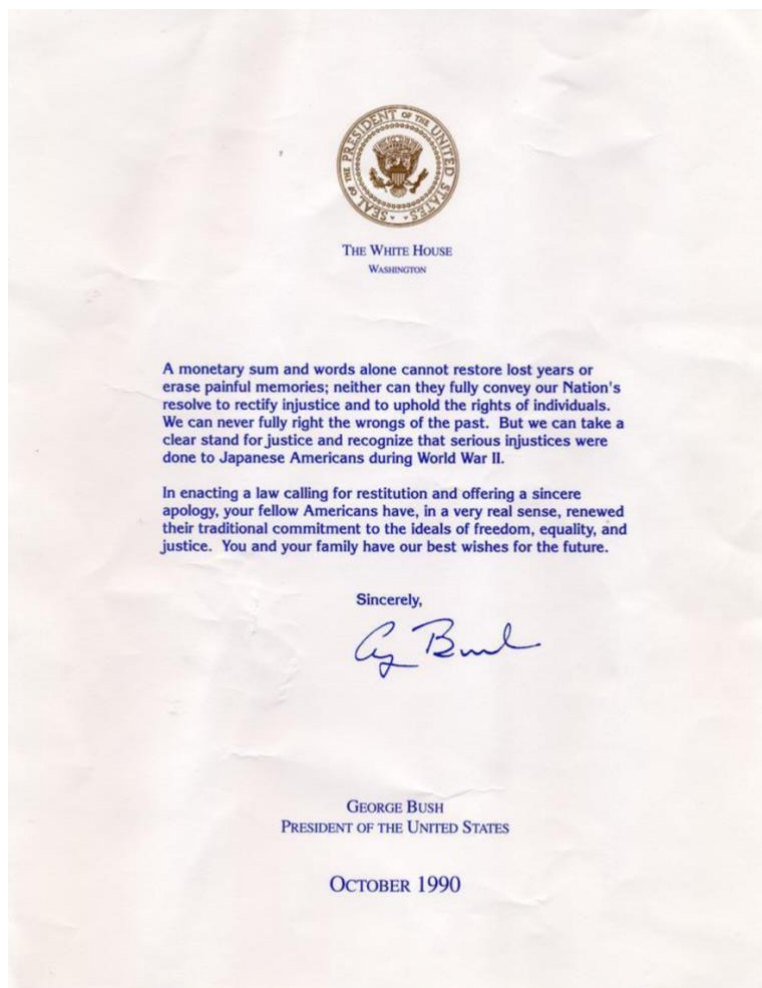 SEAL OF THE PRESIDENT OF THE UNITED STATES
THE WHITE HOUSE
WASHINGTON
A monetary sum and words alone cannot restore lost years or
erase painful memories; neither can they fully convey our Nation's
resolve to rectify injustice and to uphold the rights of individuals.
We can never fully right the wrongs of the past. But we can take a
clear stand for justice and recognize that serious injustices were
done to Japanese Americans during World War II.
In enacting a law calling for restitution and offering a sincere
apology, your fellow Americans have, in a very real sense, renewed
their traditional commitment to the ideals of freedom, equality, and
justice. You and your family have our best wishes for the future.
Sincerely,
G Bush
GEORGE BUSH
PRESIDENT OF THE UNITED STATES
OCTOBER 1990